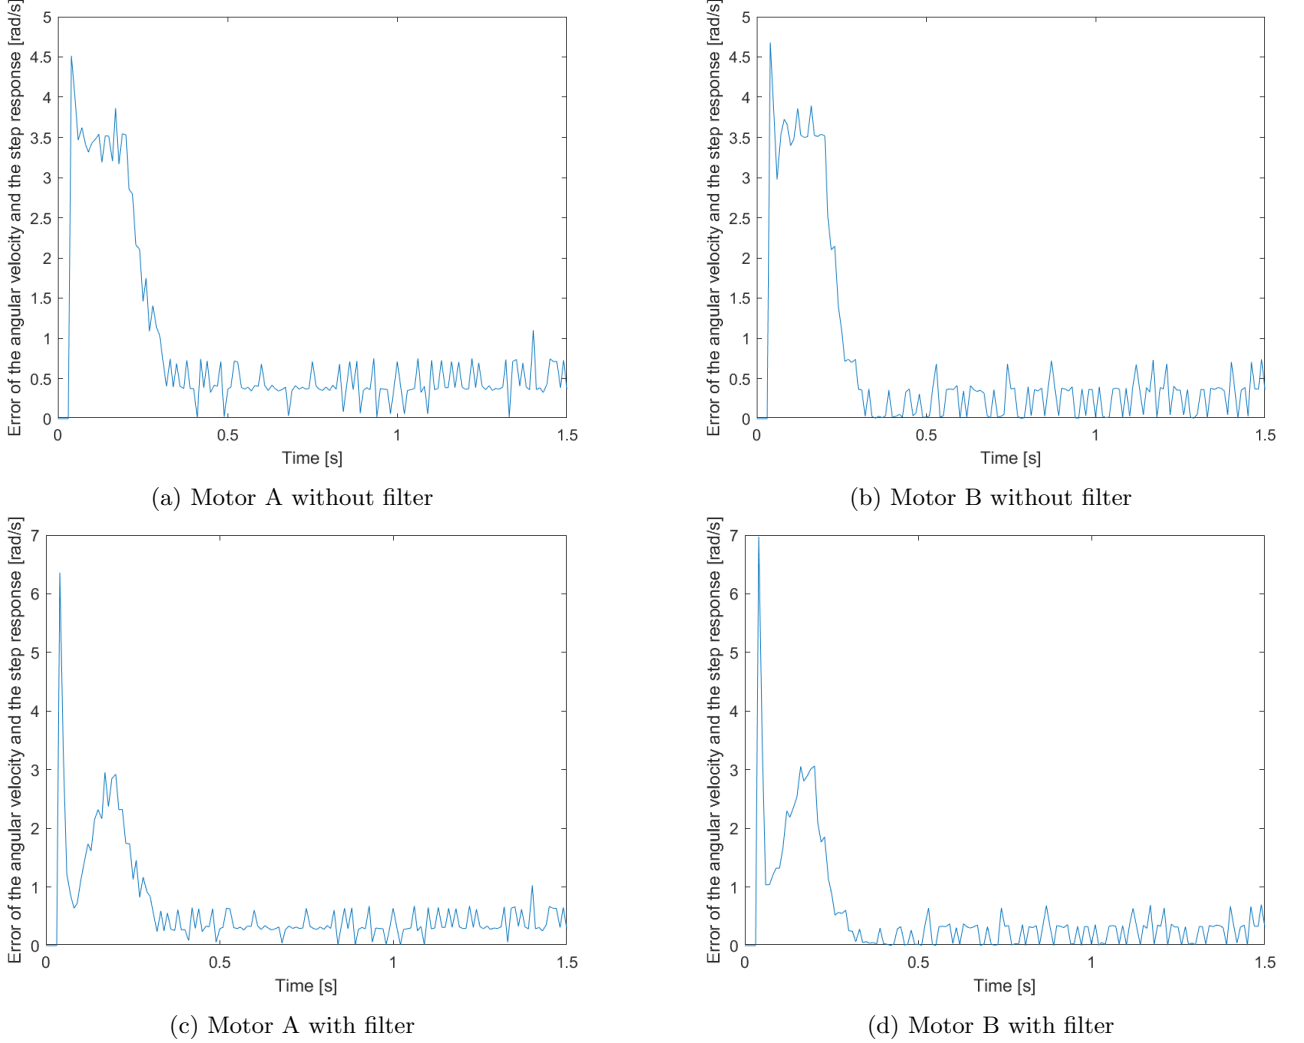 Error of the angular velocity and the step response [rad/s]
5
4.5
4
3.5
3
2.5
2
1.5
1
0.5
0
0 0.5 1 1.5
Time [s]
(a) Motor A without filter
Error of the angular velocity and the step response [rad/s]
5
4.5
4
3.5
3
2.5
2
1.5
1
0.5
0
0 0.5 1 1.5
Time [s]
(b) Motor B without filter
Error of the angular velocity and the step response [rad/s]
7
6
5
4
3
2
1
0
0 0.5 1 1.5
Time [s]
(c) Motor A with filter
Error of the angular velocity and the step response [rad/s]
7
6
5
4
3
2
1
0
0 0.5 1 1.5
Time [s]
(d) Motor B with filter